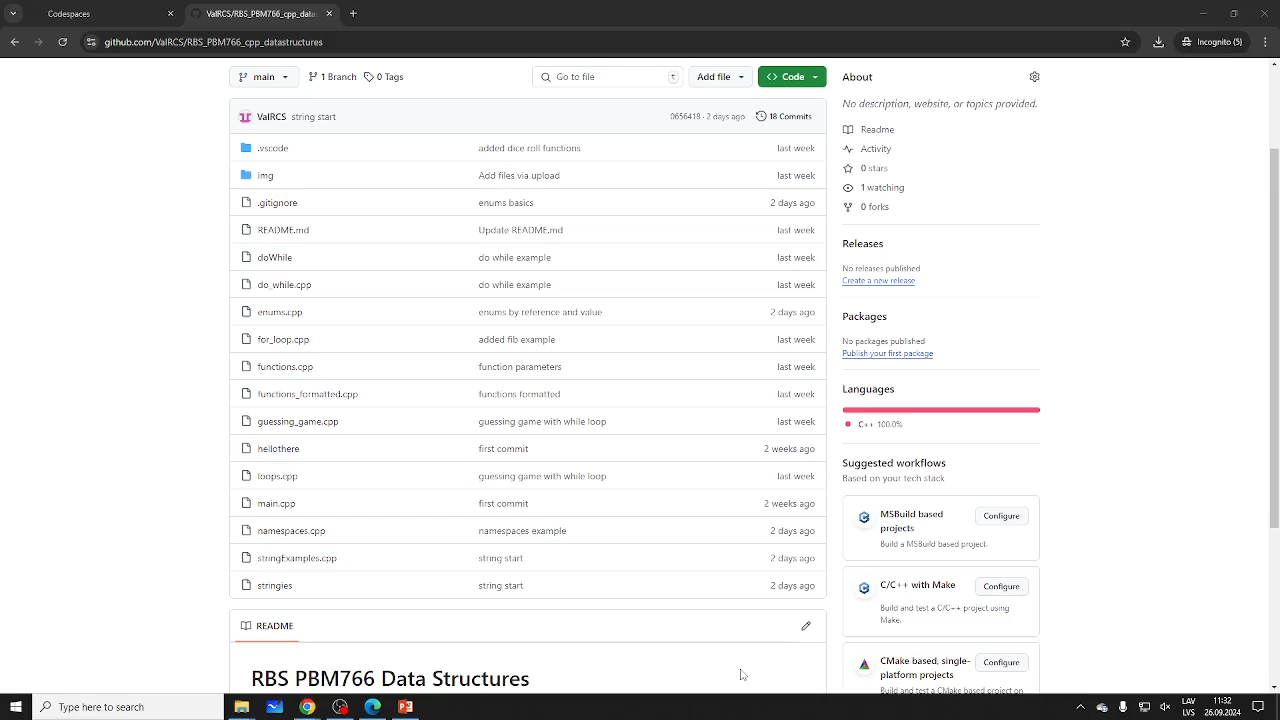 Codespaces
ValRCS/RBS_PBM766_cpp_datas
github.com/ValRCS/RBS_PBM766_cpp_datastructures
Incognito (5)
main
1 Branch
0 Tags
Go to file
t
Add file
Code
ValRCS string start
0656418 · 2 days ago
18 Commits
.vscode added dice roll functions last week
img Add files via upload last week
.gitignore enums basics 2 days ago
README.md Update README.md last week
doWhile do while example last week
do_while.cpp do while example last week
enums.cpp enums by reference and value 2 days ago
for_loop.cpp added fib example last week
functions.cpp function parameters last week
functions_formatted.cpp functions formatted last week
guessing_game.cpp guessing game with while loop last week
hellothere first commit 2 weeks ago
loops.cpp guessing game with while loop last week
main.cpp first commit 2 weeks ago
namespaces.cpp namespaces example 2 days ago
stringExamples.cpp string start 2 days ago
stringies string start 2 days ago
README
RBS PBM766 Data Structures
About
No description, website, or topics provided.
Readme
Activity
0 stars
1 watching
0 forks
Releases
No releases published
Create a new release
Packages
No packages published
Publish your first package
Languages
C++ 100.0%
Suggested workflows
Based on your tech stack
MSBuild based
projects
Configure
Build a MSBuild based project.
C/C++ with Make
Configure
Build and test a C/C++ project using
Make.
CMake based, single-
platform projects
Configure
Build and test a CMake based project on
Type here to search
LAV
LVS
11:32
26.09.2024